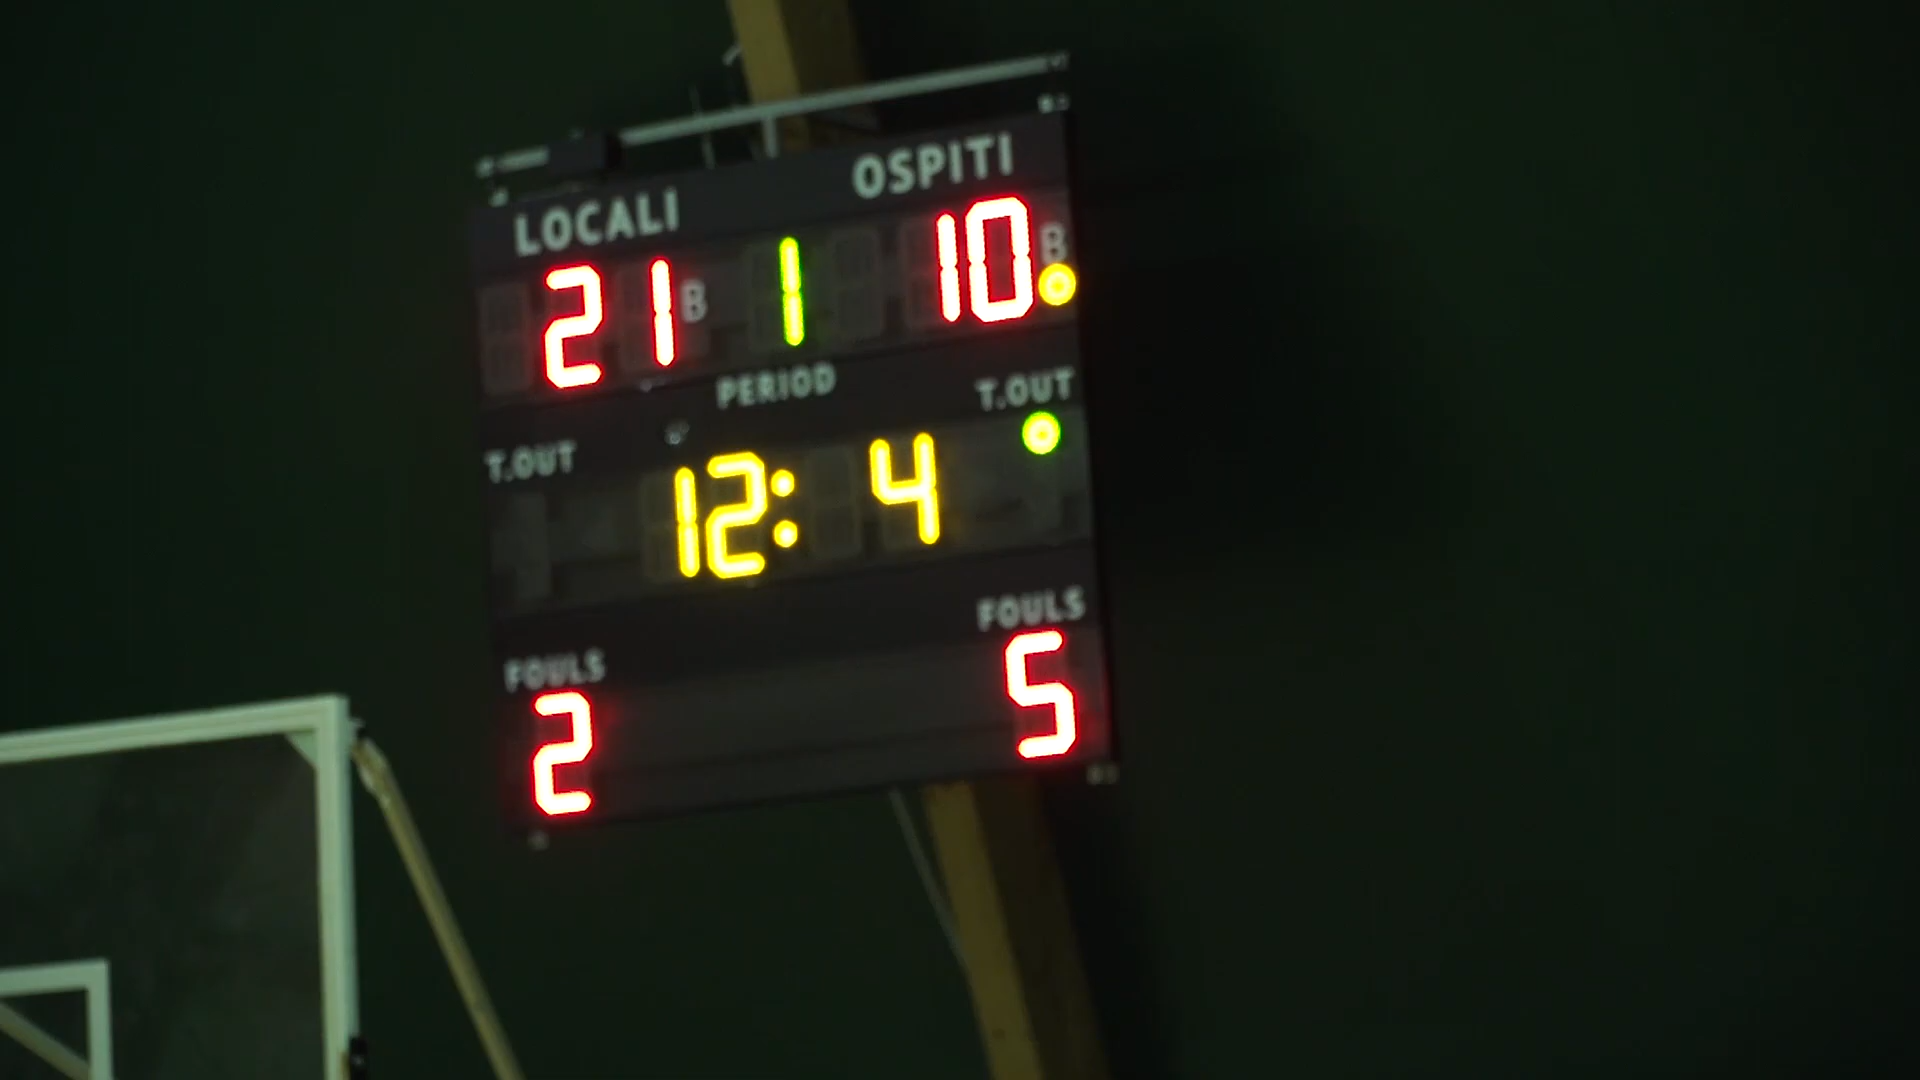 LOCALI OSPITI
21 B 1 10 B
PERIOD
T.OUT T.OUT
12: 4
FOULS FOULS
2 5